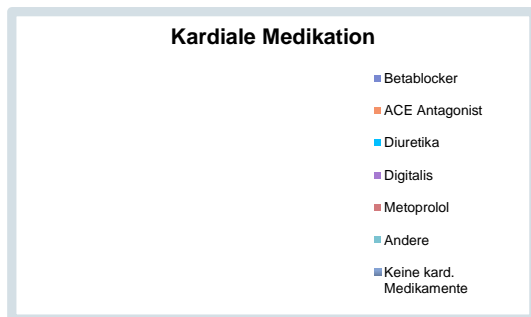 Kardiale Medikation
Betablocker
ACE Antagonist
Diuretika
Digitalis
Metoprolol
Andere
Keine kard.
Medikamente